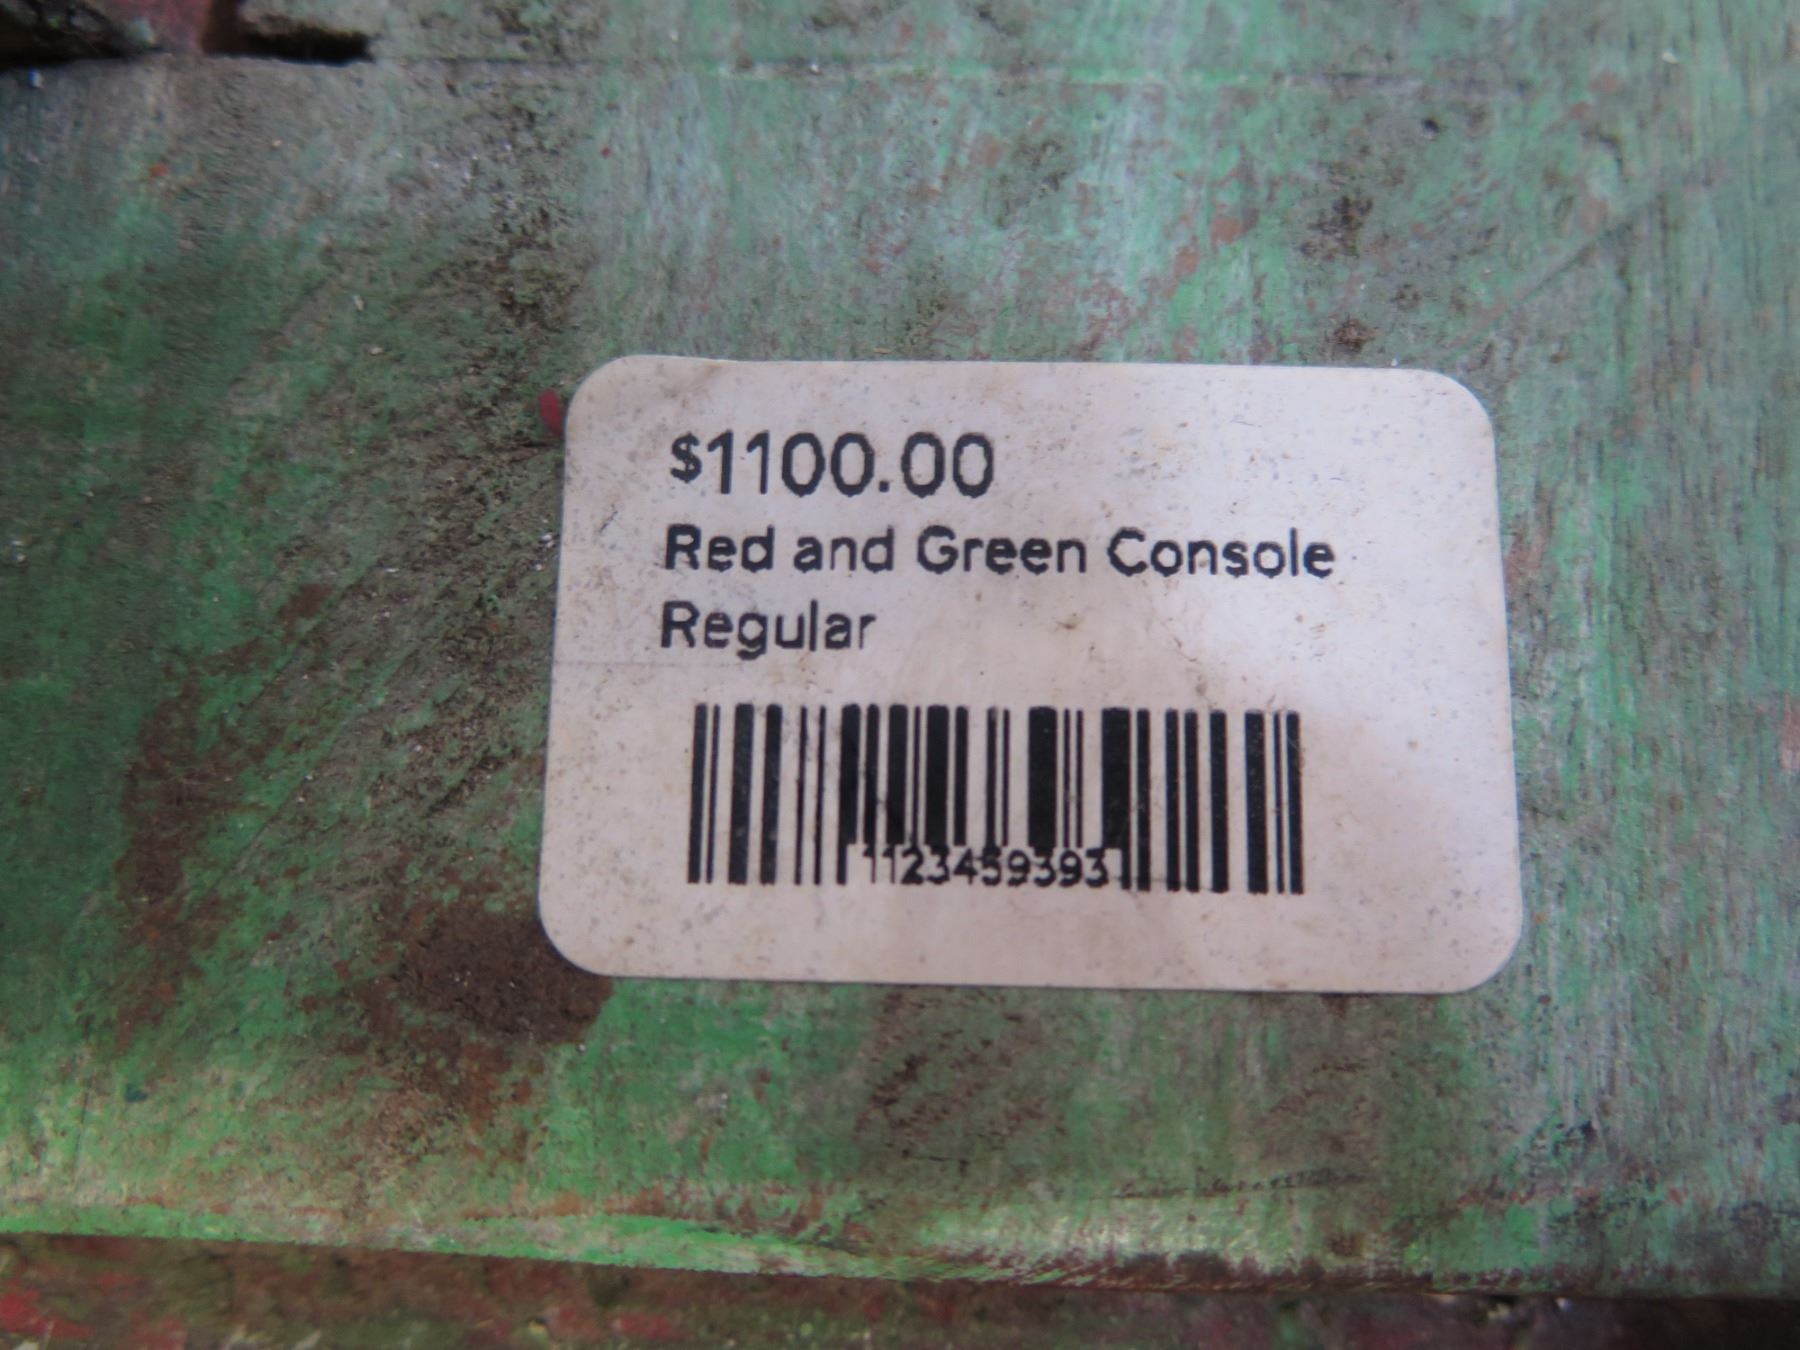 $1100.00
Red and Green Console
Regular
1123459393